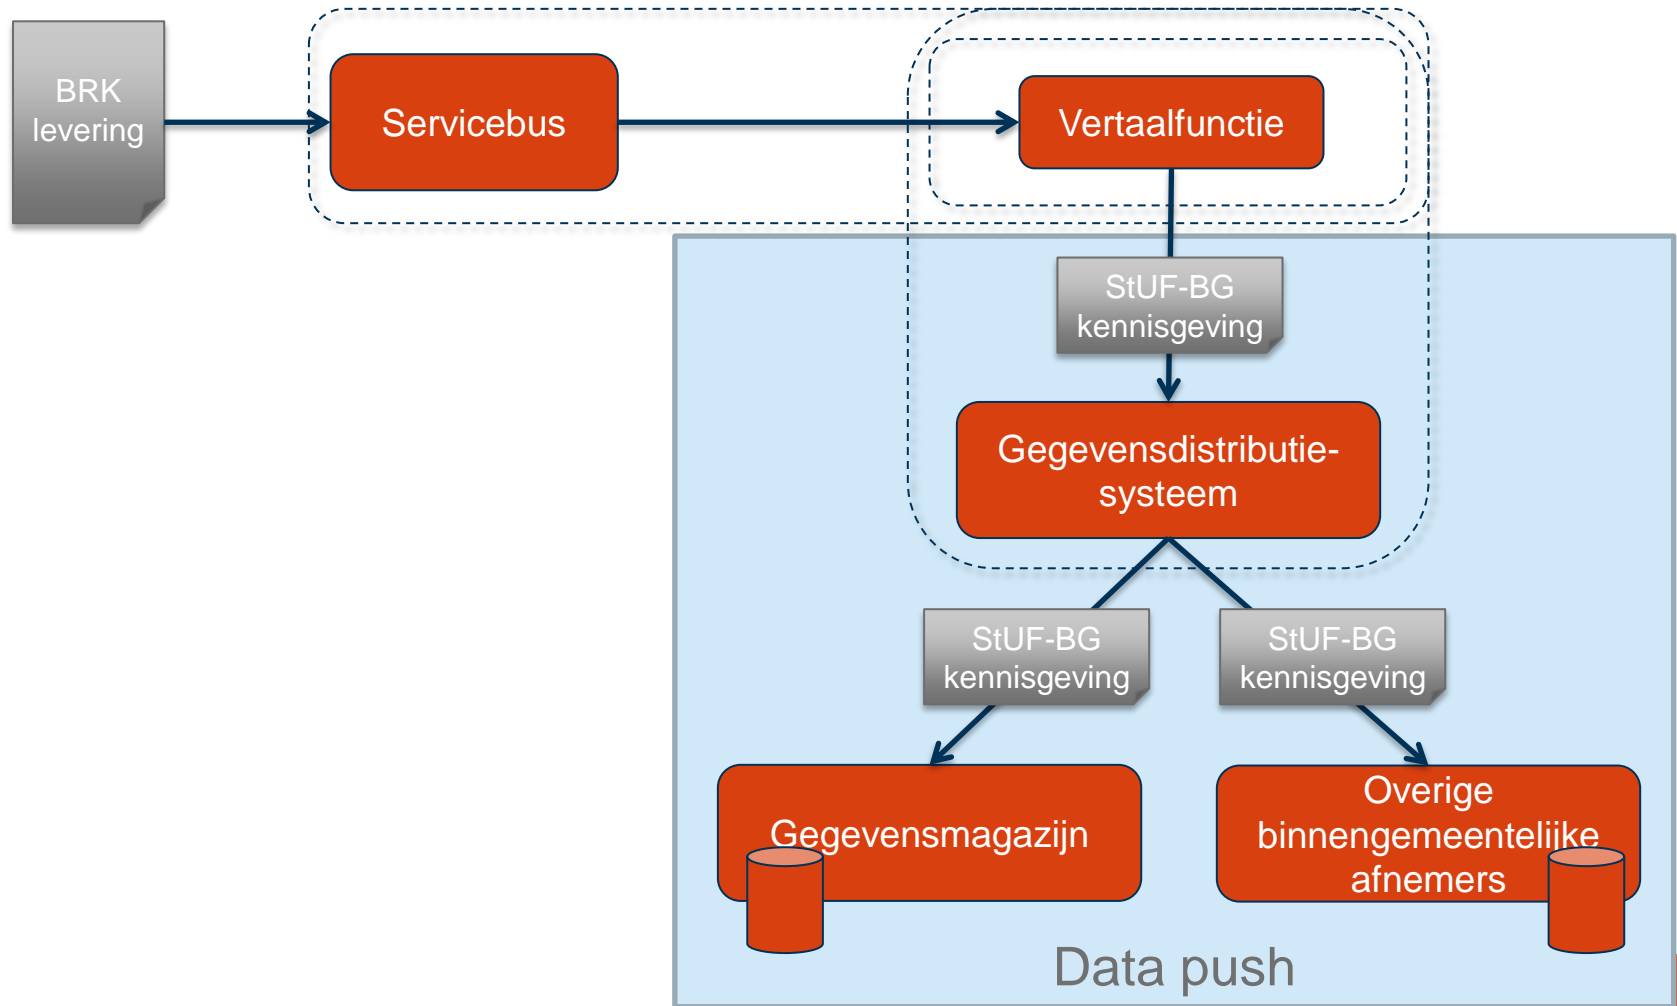 BRK
levering
Servicebus
Vertaalfunctie
StUF-BG
kennisgeving
Gegevensdistributie-
systeem
StUF-BG
kennisgeving
StUF-BG
kennisgeving
Gegevensmagazijn
Overige
binnengemeentelijke
afnemers
Data push